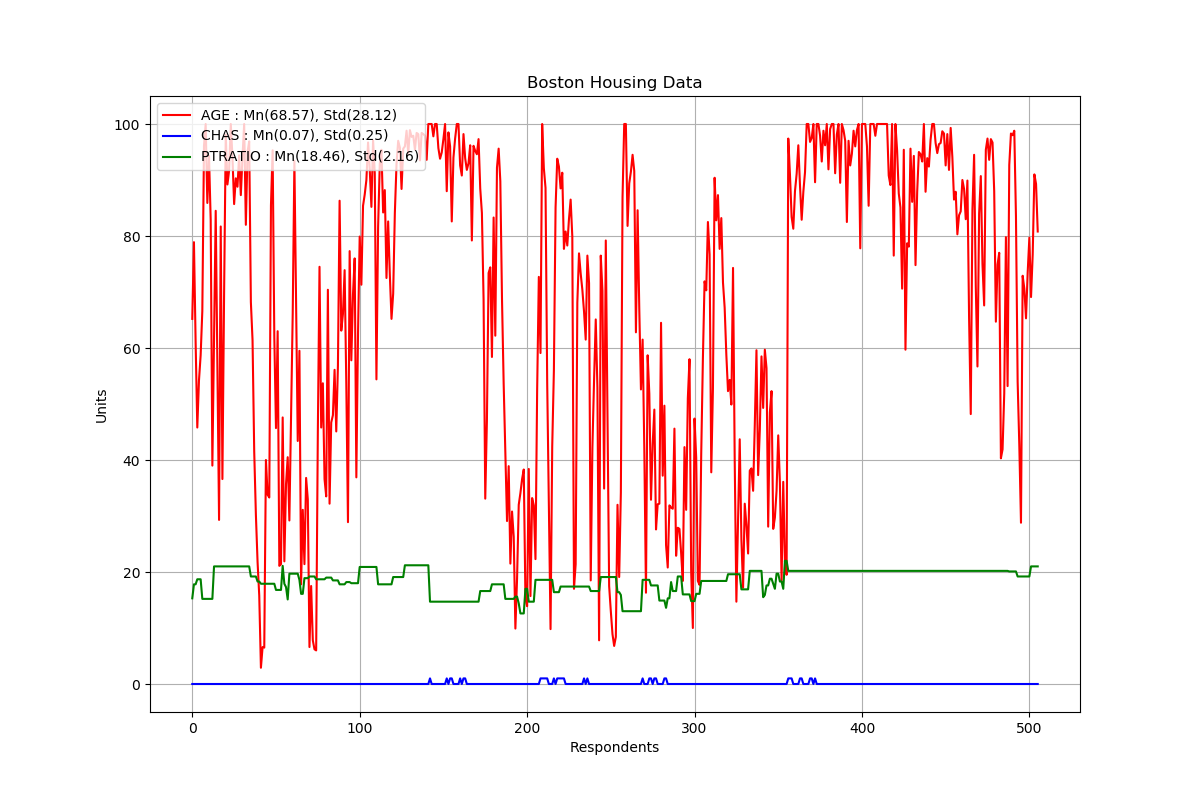 Boston Housing Data
AGE : Mn(68.57), Std(28.12)
CHAS : Mn(0.07), Std(0.25)
PTRATIO : Mn(18.46), Std(2.16)
100
80
60
40
20
0
Units
0 100 200 300 400 500
Respondents